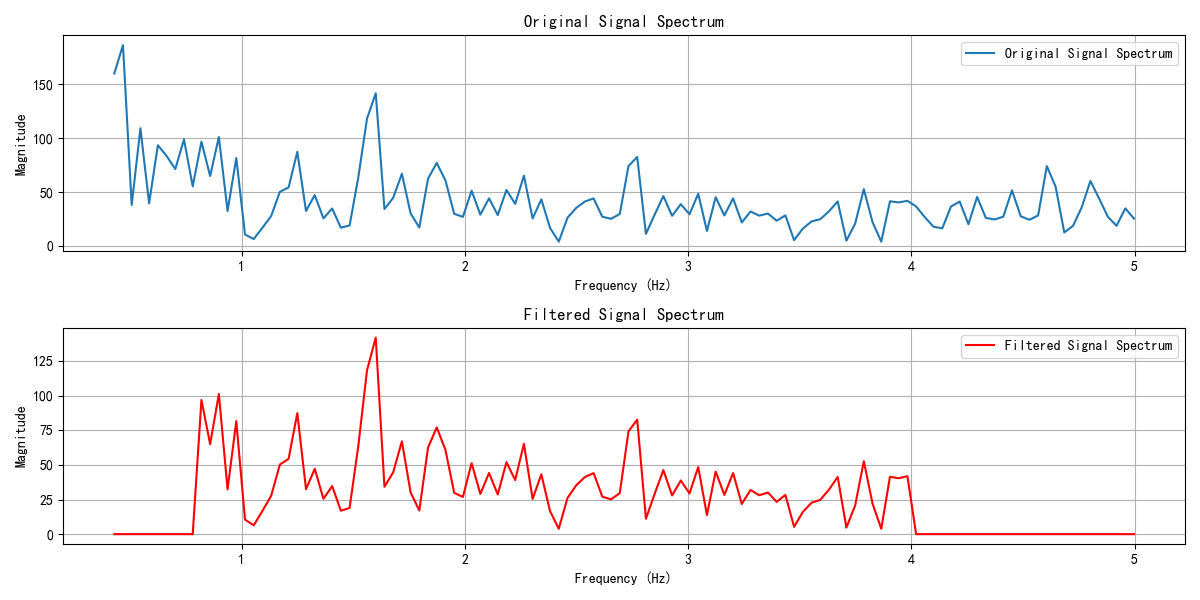 Original Signal Spectrum
Original Signal Spectrum
Magnitude
150
100
50
0
1 2 3 4 5
Frequency (Hz)
Filtered Signal Spectrum
Filtered Signal Spectrum
Magnitude
125
100
75
50
25
0
1 2 3 4 5
Frequency (Hz)